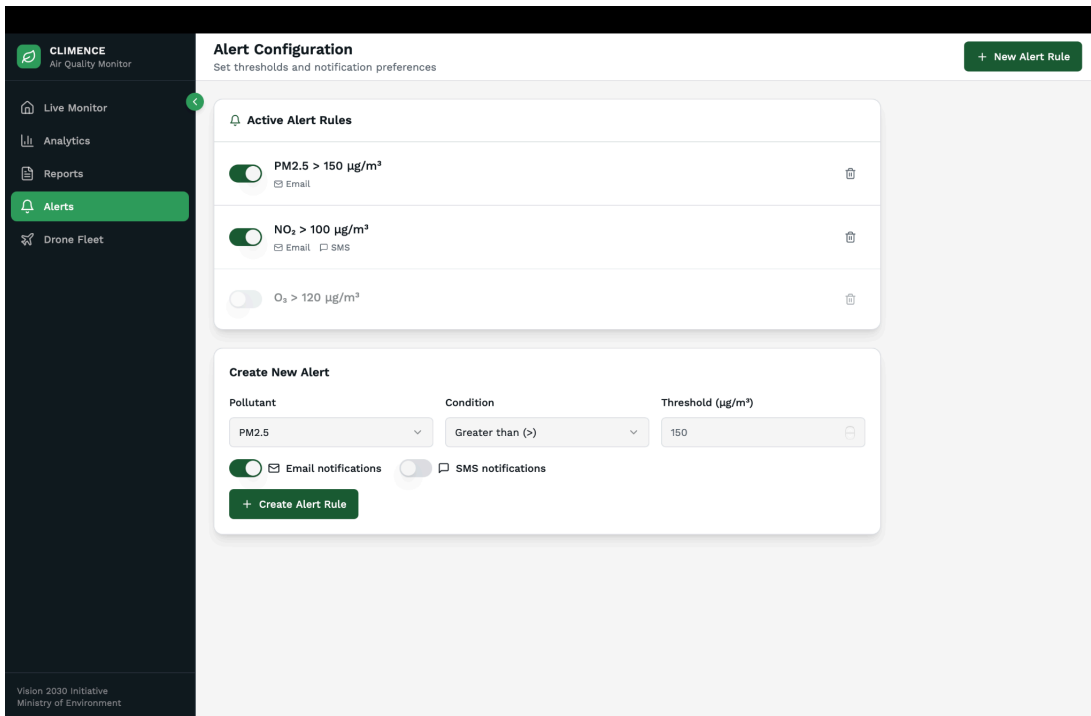 CLIMENCE
Air Quality Monitor
Live Monitor
Analytics
Reports
Alerts
Drone Fleet
Vision 2030 Initiative
Ministry of Environment
Alert Configuration
Set thresholds and notification preferences
+ New Alert Rule
Active Alert Rules
PM2.5 > 150 µg/m³
Email
NO₂ > 100 µg/m³
Email SMS
O₃ > 120 µg/m³
Create New Alert
Pollutant Condition Threshold (µg/m³)
PM2.5 Greater than (>) 150
Email notifications SMS notifications
+ Create Alert Rule